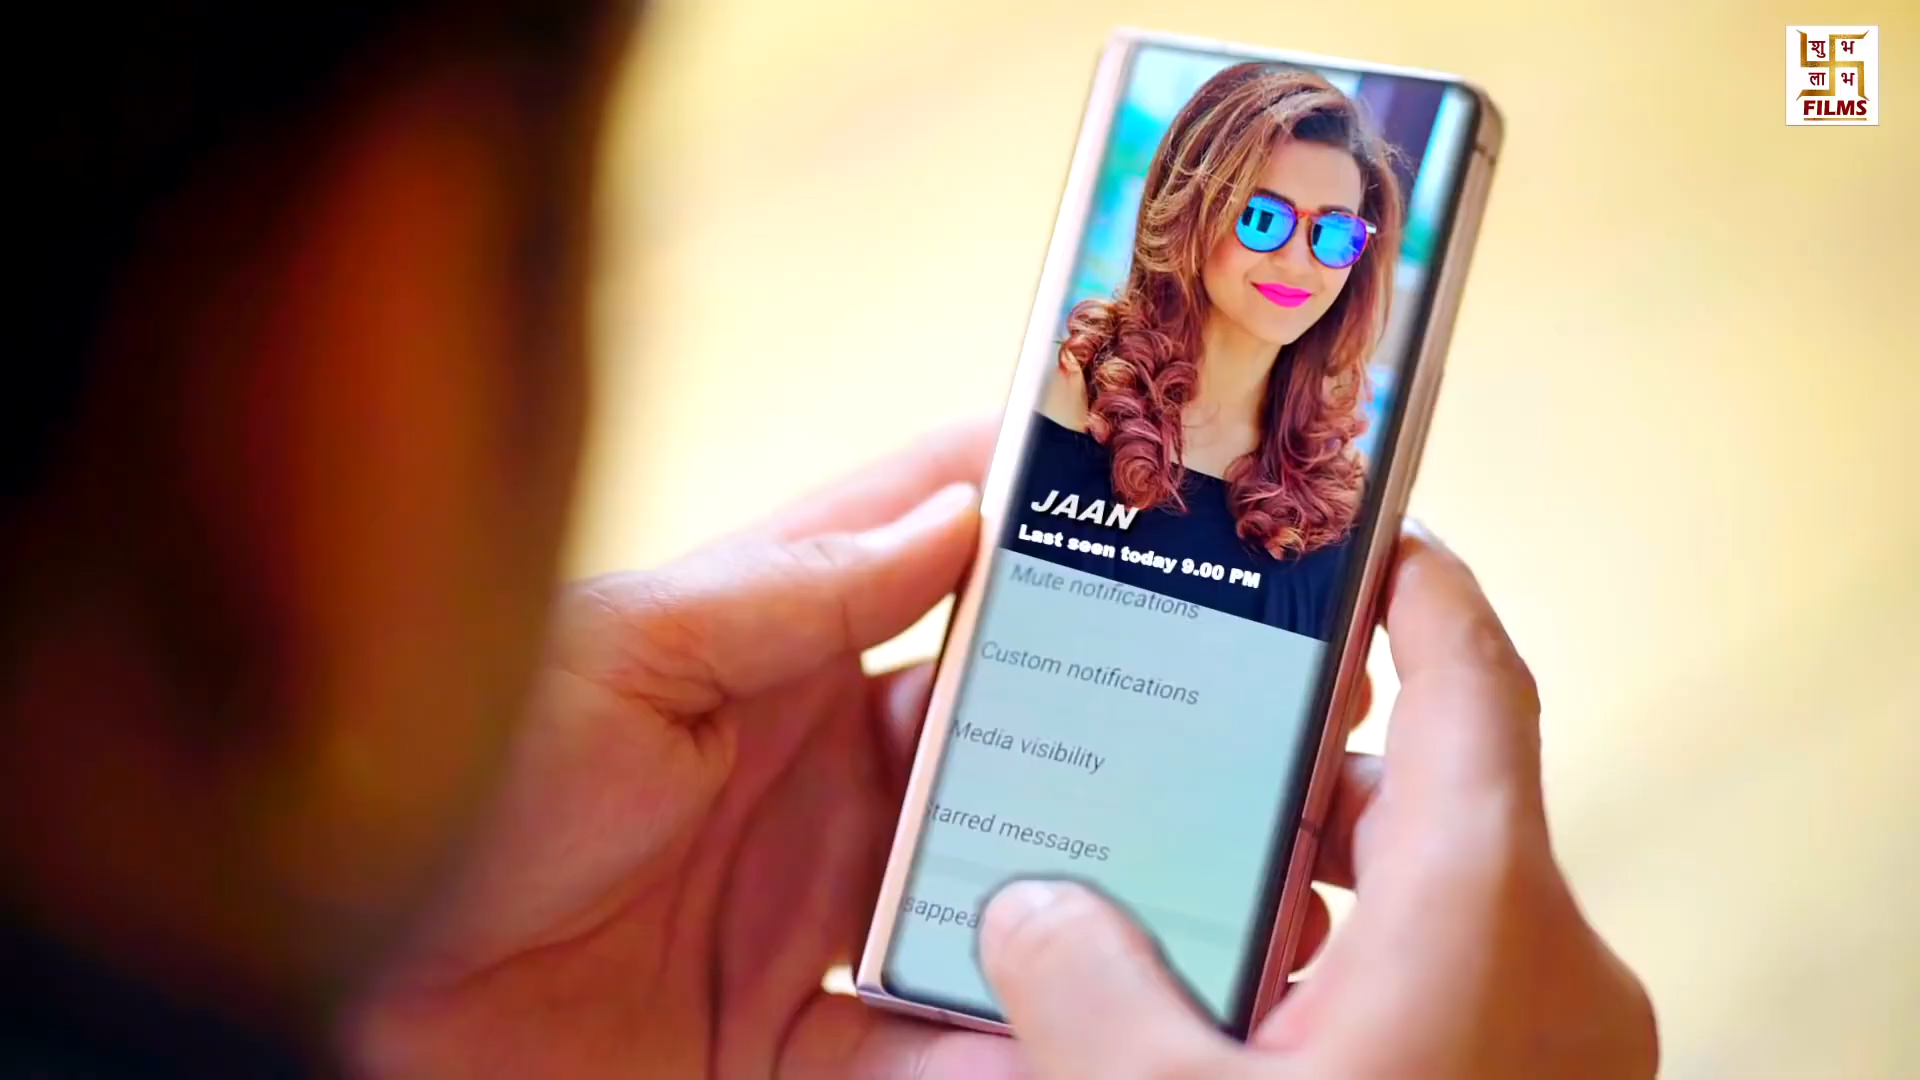 शु भ
ला भ
FILMS
JAAN
Last seen today 9.00 PM
Mute notifications
Custom notifications
Media visibility
tarred messages
sappea